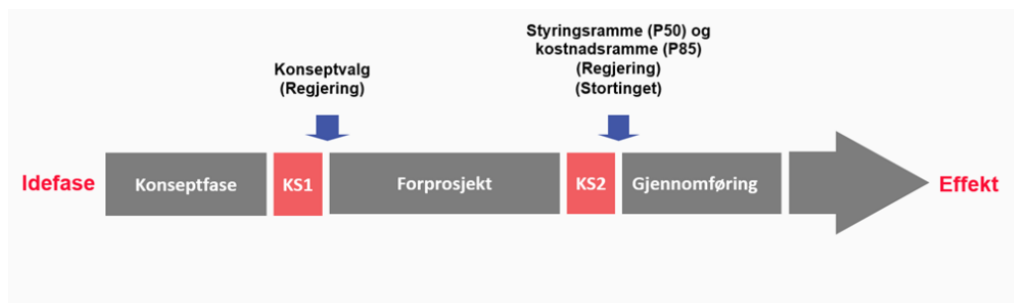 Styringsramme (P50) og
kostnadsramme (P85)
(Regjering)
(Stortinget)
Konseptvalg
(Regjering)
Idefase
Konseptfase
KS1
Forprosjekt
KS2
Gjennomføring
Effekt